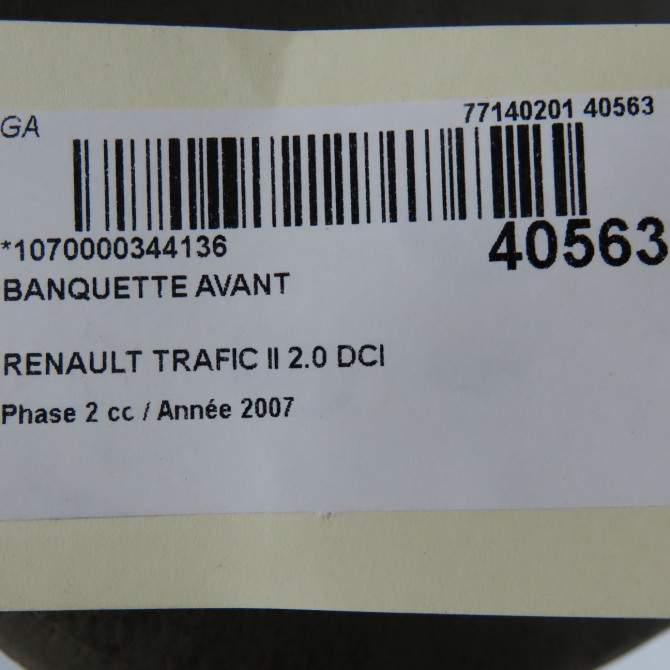 GA
77140201 40563
*1070000344136
40563
BANQUETTE AVANT
RENAULT TRAFIC II 2.0 DCI
Phase 2 cc / Année 2007